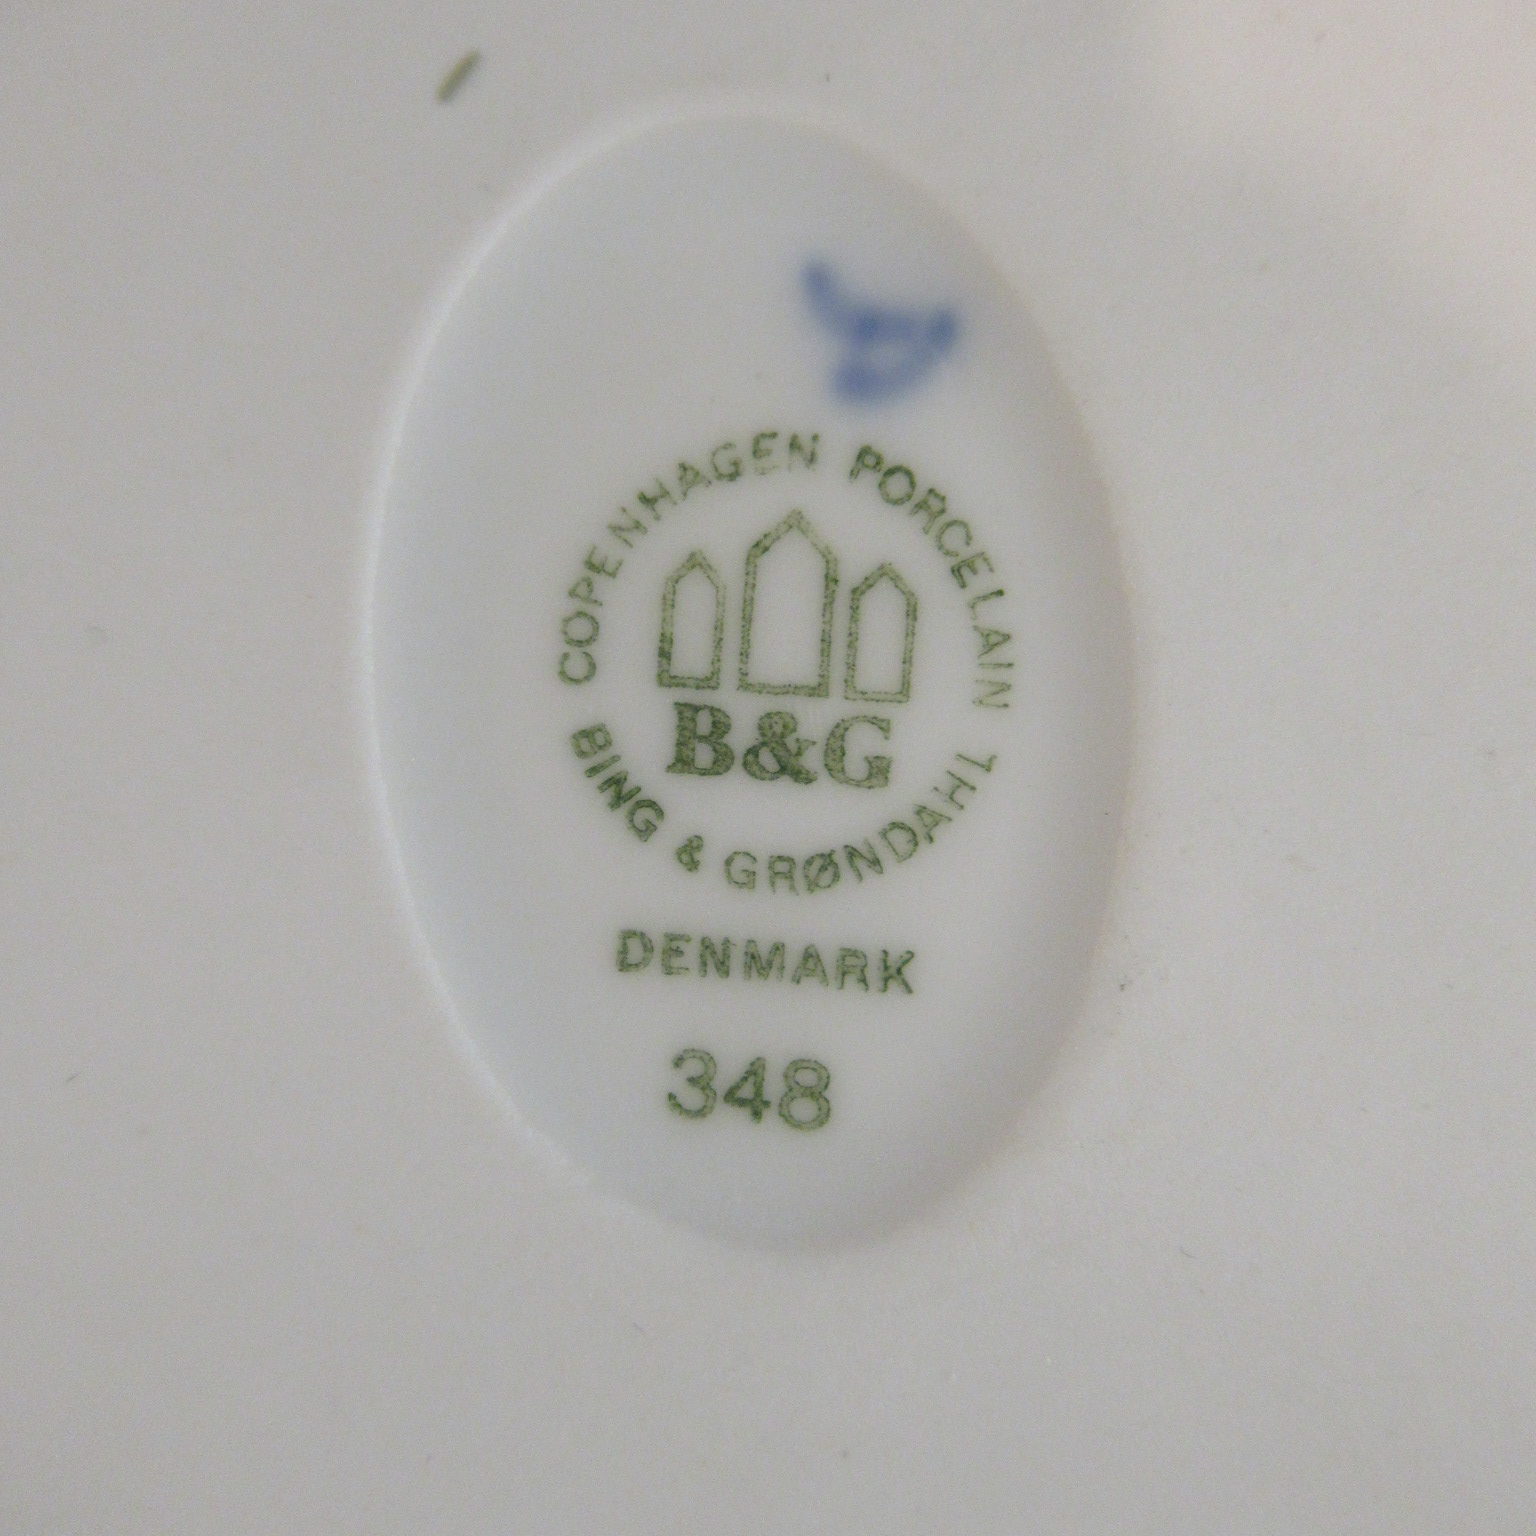 COPENHAGEN PORCELAIN
B&G
BING & GRØNDAHL
DENMARK
348